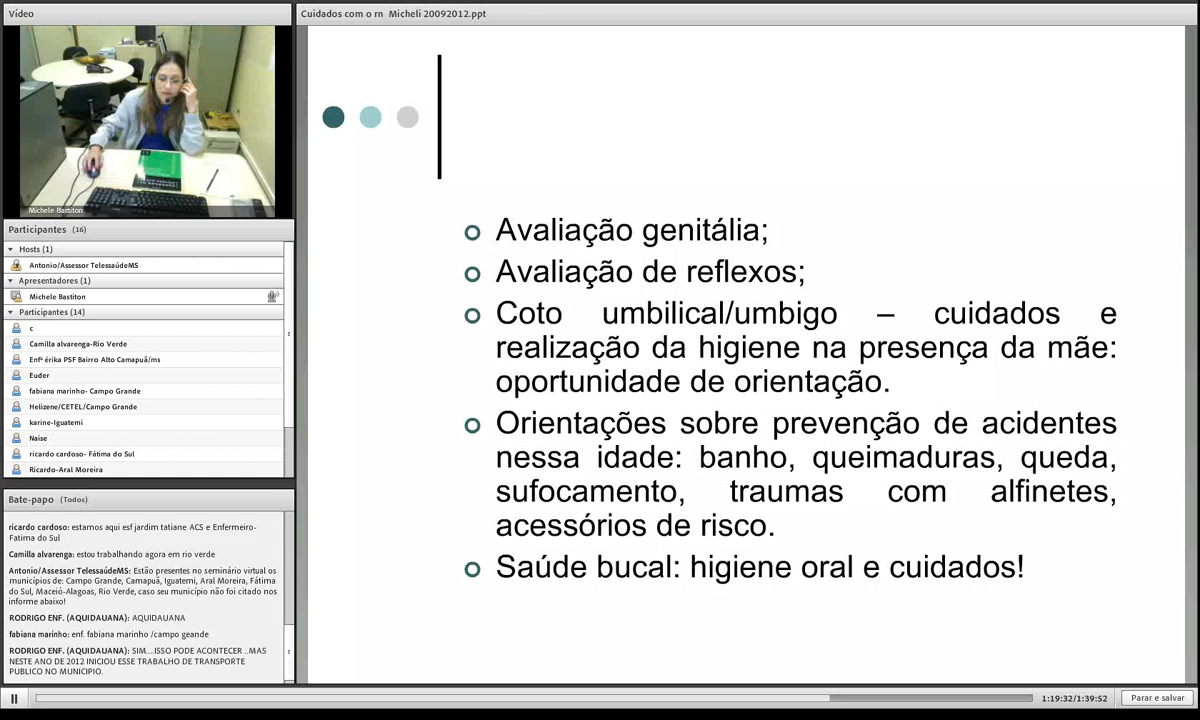 Vídeo
Michele Bastiton
Participantes (16)
Hosts (1)
Antonio/Assessor TelessaúdeMS
Apresentadores (1)
Michele Bastiton
Participantes (14)
c
Camilla alvarenga-Rio Verde
Enfª érika PSF Bairro Alto Camapuã/ms
Euder
fabiana marinho- Campo Grande
Helizene/CETEL/Campo Grande
karine-Iguatemi
Naise
ricardo cardoso- Fátima do Sul
Ricardo-Aral Moreira
Bate-papo (Todos)
ricardo cardoso: estamos aqui esf jardim tatiane ACS e Enfermeiro-
Fatima do Sul
Camilla alvarenga: estou trabalhando agora em rio verde
Antonio/Assessor TelessaúdeMS: Estão presentes no seminário virtual os
municípios de: Campo Grande, Camapuã, Iguatemi, Aral Moreira, Fátima
do Sul, Maceió-Alagoas, Rio Verde, caso seu município não foi citado nos
informe abaixo!
RODRIGO ENF. (AQUIDAUANA): AQUIDAUANA
fabiana marinho: enf. fabiana marinho /campo geande
RODRIGO ENF. (AQUIDAUANA): SIM....ISSO PODE ACONTECER ..MAS
NESTE ANO DE 2012 INICIOU ESSE TRABALHO DE TRANSPORTE
PUBLICO NO MUNICIPIO.
Cuidados com o rn Micheli 20092012.ppt
Avaliação genitália;
Avaliação de reflexos;
Coto umbilical/umbigo – cuidados e
realização da higiene na presença da mãe:
oportunidade de orientação.
Orientações sobre prevenção de acidentes
nessa idade: banho, queimaduras, queda,
sufocamento, traumas com alfinetes,
acessórios de risco.
Saúde bucal: higiene oral e cuidados!
1:19:32/1:39:52
Parar e salvar